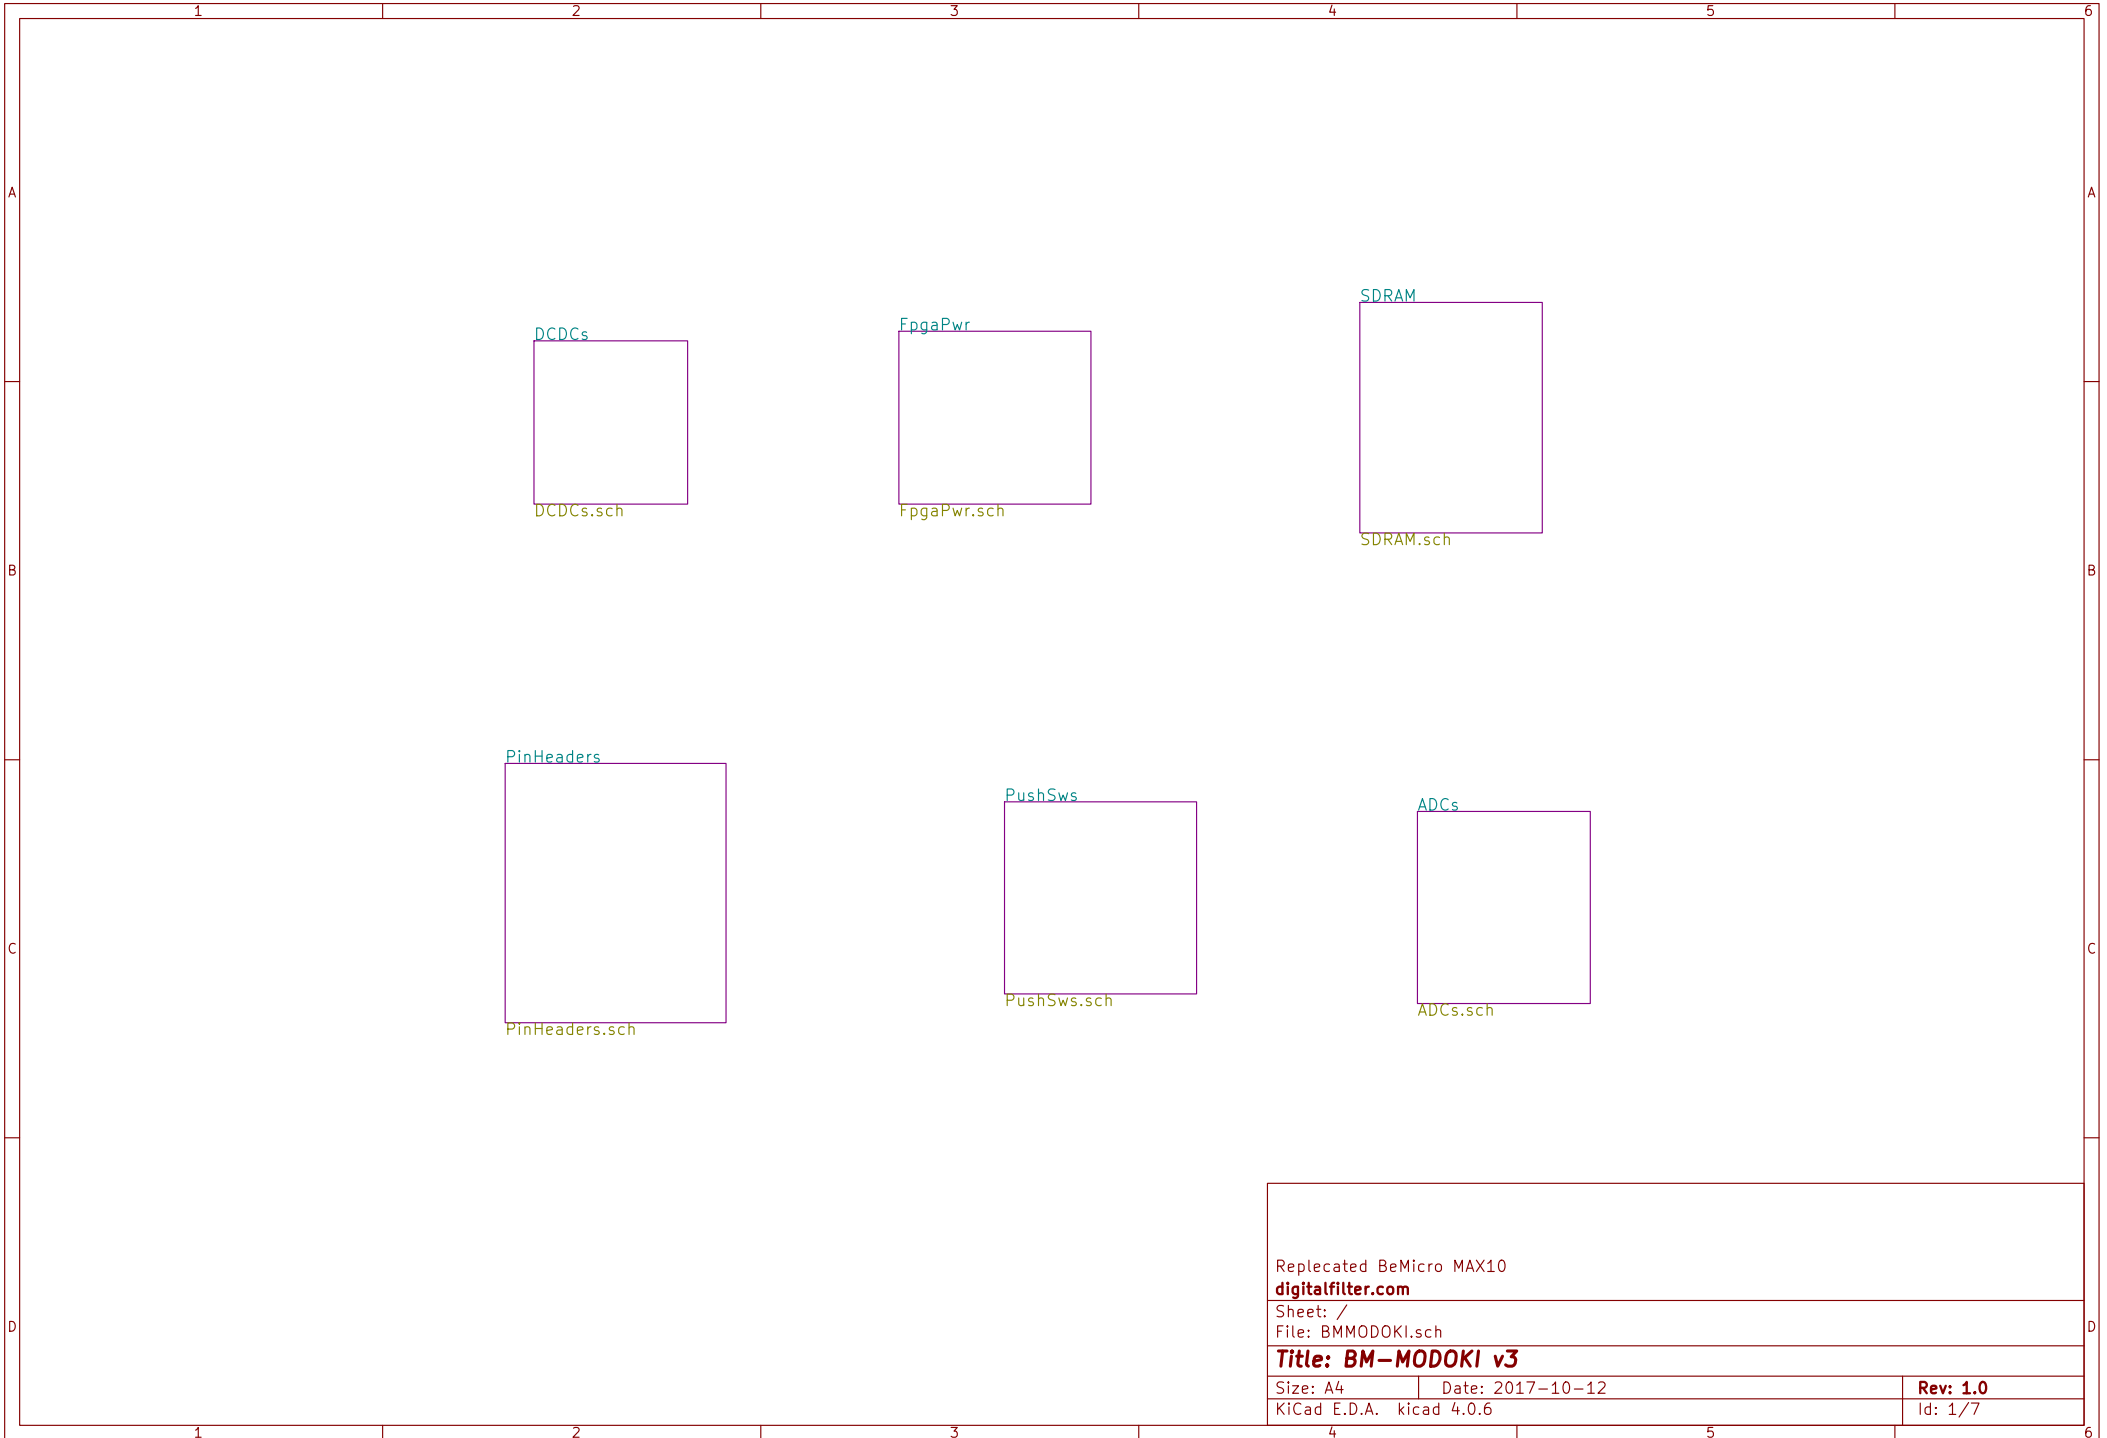 1 2 3 4 5 6
A A
SDRAM
FpgaPwr
DCDCs
DCDCs.sch
FpgaPwr.sch
SDRAM.sch
B B
PinHeaders
PushSws
ADCs
C C
PushSws.sch
ADCs.sch
PinHeaders.sch
Replecated BeMicro MAX10
digitalfilter.com
Sheet: /
File: BMMODOKI.sch
D D
Title: BM-MODOKI v3
Size: A4 Date: 2017-10-12 Rev: 1.0
KiCad E.D.A. kicad 4.0.6 Id: 1/7
1 2 3 4 5 6